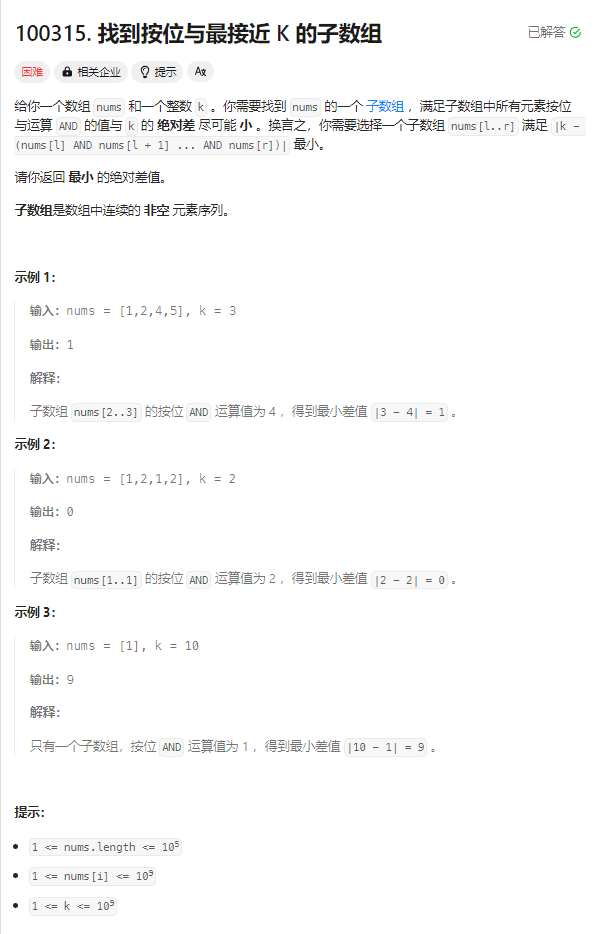 100315. 找到按位与最接近 K 的子数组
已解答
困难 相关企业 提示 Aᴢ
给你一个数组 nums 和一个整数 k 。你需要找到 nums 的一个 子数组 ，满足子数组中所有元素按位
与运算 AND 的值与 k 的 绝对差 尽可能 小 。换言之，你需要选择一个子数组 nums[l..r] 满足 |k -
(nums[l] AND nums[l + 1] ... AND nums[r])| 最小。
请你返回 最小 的绝对差值。
子数组是数组中连续的 非空 元素序列。
示例 1：
输入：nums = [1,2,4,5], k = 3
输出：1
解释：
子数组 nums[2..3] 的按位 AND 运算值为 4 ，得到最小差值 |3 - 4| = 1 。
示例 2：
输入：nums = [1,2,1,2], k = 2
输出：0
解释：
子数组 nums[1..1] 的按位 AND 运算值为 2 ，得到最小差值 |2 - 2| = 0 。
示例 3：
输入：nums = [1], k = 10
输出：9
解释：
只有一个子数组，按位 AND 运算值为 1 ，得到最小差值 |10 - 1| = 9 。
提示：
1 <= nums.length <= 10⁵
1 <= nums[i] <= 10⁹
1 <= k <= 10⁹